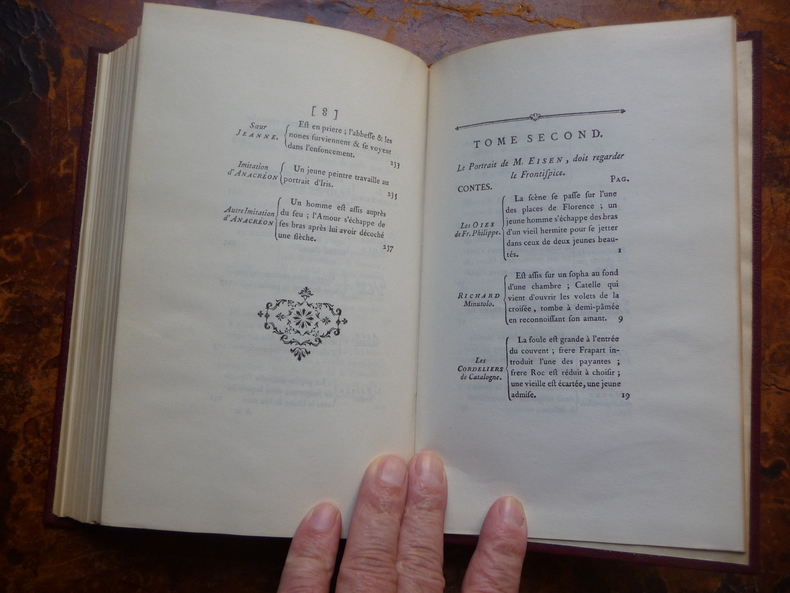 [ 8 ]
Sœur
JEANNE.
Est en priere ; l'abbesse & les
nones surviennent & se voyent
dans l'enfoncement.
233
Imitation
d'ANACRÉON
Un jeune peintre travaille au
portrait d'Iris.
235
Autre Imitation
d'ANACRÉON
Un homme est assis auprès
du feu ; l'Amour s'échappe de
ses bras après lui avoir décoché
une flèche.
237
TOME SECOND.
Le Portrait de M. EISEN, doit regarder
le Frontispice.
CONTES.
PAG.
LES OIES
de Fr. Philippe.
La scène se passe sur l'une
des places de Florence ; un
jeune homme s'échappe des bras
d'un vieil hermite pour se jetter
dans ceux de deux jeunes beau-
tés. 1
RICHARD
Minutolo.
Est assis sur un sopha au fond
d'une chambre ; Catelle qui
vient d'ouvrir les volets de la
croisée, tombe à demi-pâmée
en reconnoissant son amant. 9
Les
CORDELIERS
de Catalogne.
La foule est grande à l'entrée
du couvent ; frere Frapart in-
troduit l'une des payantes ;
frere Roc est réduit à choisir ;
une vieille est écartée, une jeune
admise. 19